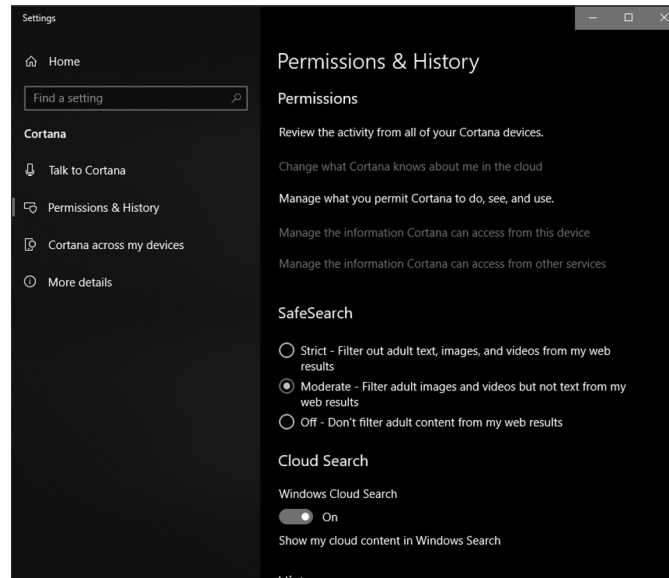 Settings
Home
Find a setting
Cortana
Talk to Cortana
Permissions & History
Cortana across my devices
More details
Permissions & History
Permissions
Review the activity from all of your Cortana devices.
Change what Cortana knows about me in the cloud
Manage what you permit Cortana to do, see, and use.
Manage the information Cortana can access from this device
Manage the information Cortana can access from other services
SafeSearch
Strict - Filter out adult text, images, and videos from my web
results
Moderate - Filter adult images and videos but not text from my
web results
Off - Don't filter adult content from my web results
Cloud Search
Windows Cloud Search
On
Show my cloud content in Windows Search